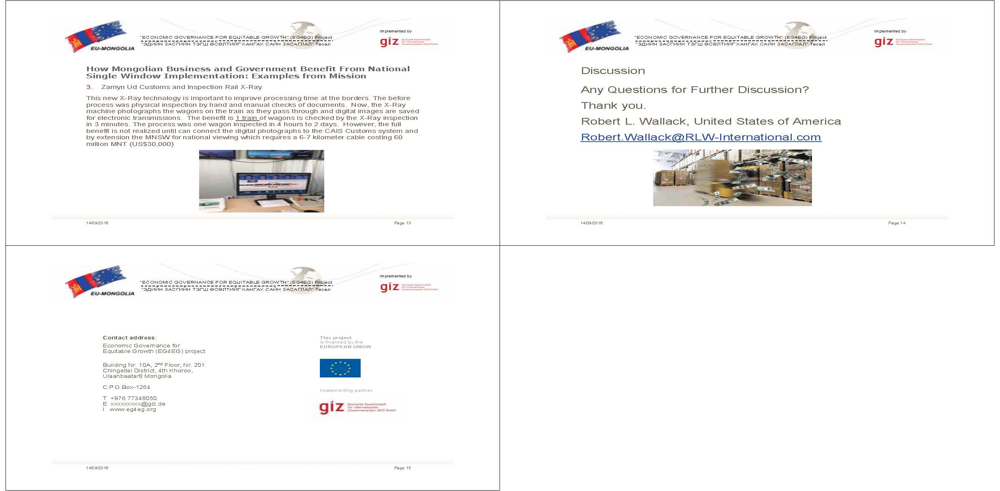 EU-MONGOLIA
"ECONOMIC GOVERNANCE FOR EQUITABLE GROWTH" (EG4EG) Project
"ЭДИЙН ЗАСГИЙН ТЭГШ ӨСӨЛТИЙГ ХАНГАХ САЙН ЗАСАГЛАЛ" Төсөл
Implemented by
giz Deutsche Gesellschaft
für Internationale
Zusammenarbeit (GIZ) GmbH
How Mongolian Business and Government Benefit From National
Single Window Implementation: Examples from Mission
3. Zamyn Ud Customs and Inspection Rail X-Ray
This new X-Ray technology is important to improve processing time at the borders. The before
process was physical inspection by hand and manual checks of documents.  Now, the X-Ray
machine photographs the wagons on the train as they pass through and digital images are saved
for electronic transmissions.  The benefit is 1 train of wagons is checked by the X-Ray inspection
in 3 minutes. The process was one wagon inspected in 4 hours to 2 days.  However, the full
benefit is not realized until can connect the digital photographs to the CAIS Customs system and
by extension the MNSW for national viewing which requires a 6-7 kilometer cable costing 60
million MNT (US$30,000)
14/09/2016
Page 13
EU-MONGOLIA
"ECONOMIC GOVERNANCE FOR EQUITABLE GROWTH" (EG4EG) Project
"ЭДИЙН ЗАСГИЙН ТЭГШ ӨСӨЛТИЙГ ХАНГАХ САЙН ЗАСАГЛАЛ" Төсөл
Implemented by
giz Deutsche Gesellschaft
für Internationale
Zusammenarbeit (GIZ) GmbH
Discussion
Any Questions for Further Discussion?
Thank you.
Robert L. Wallack, United States of America
Robert.Wallack@RLW-International.com
14/09/2016
Page 14
EU-MONGOLIA
"ECONOMIC GOVERNANCE FOR EQUITABLE GROWTH" (EG4EG) Project
"ЭДИЙН ЗАСГИЙН ТЭГШ ӨСӨЛТИЙГ ХАНГАХ САЙН ЗАСАГЛАЛ" Төсөл
Implemented by
giz Deutsche Gesellschaft
für Internationale
Zusammenarbeit (GIZ) GmbH
Contact address:
Economic Governance for
Equitable Growth (EG4EG) project
Building Nr. 10A, 2nd Floor, Nr. 201
Chingeltei District, 4th Khoroo,
Ulaanbaatar8 Mongolia
C.P.O.Box-1264
T +976 77348050
E xxxxxxxxx@giz.de
I www.eg4eg.org
This project
is financed by the
EUROPEAN UNION
Implementing partner:
giz Deutsche Gesellschaft
für Internationale
Zusammenarbeit (GIZ) GmbH
14/09/2016
Page 15